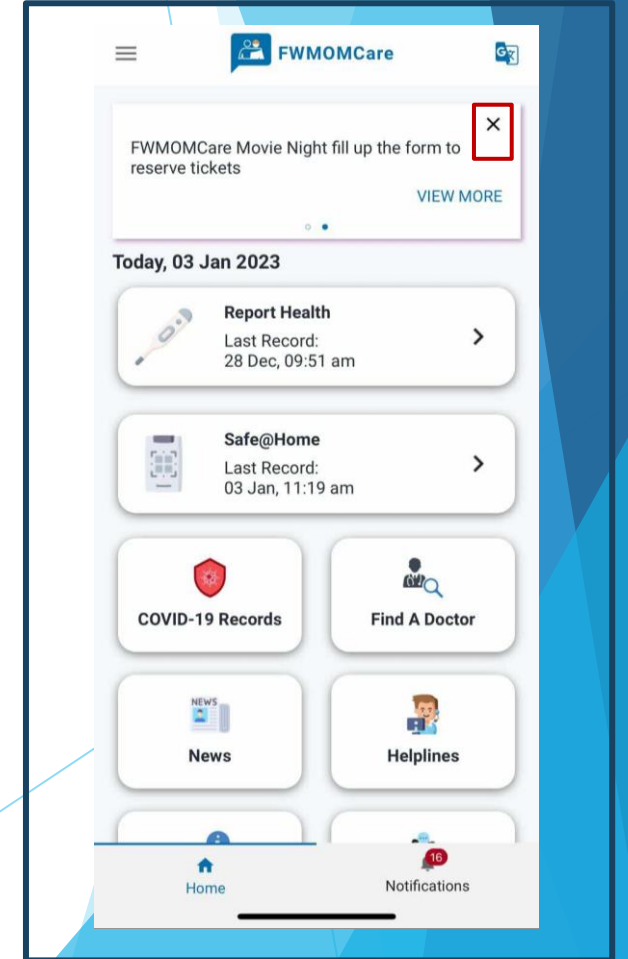 FWMOMCare
G
FWMOMCare Movie Night fill up the form to
reserve tickets
VIEW MORE
Today, 03 Jan 2023
Report Health
Last Record:
28 Dec, 09:51 am
Safe@Home
Last Record:
03 Jan, 11:19 am
COVID-19 Records
Find A Doctor
NEWS
News
Helplines
16
Home
Notifications